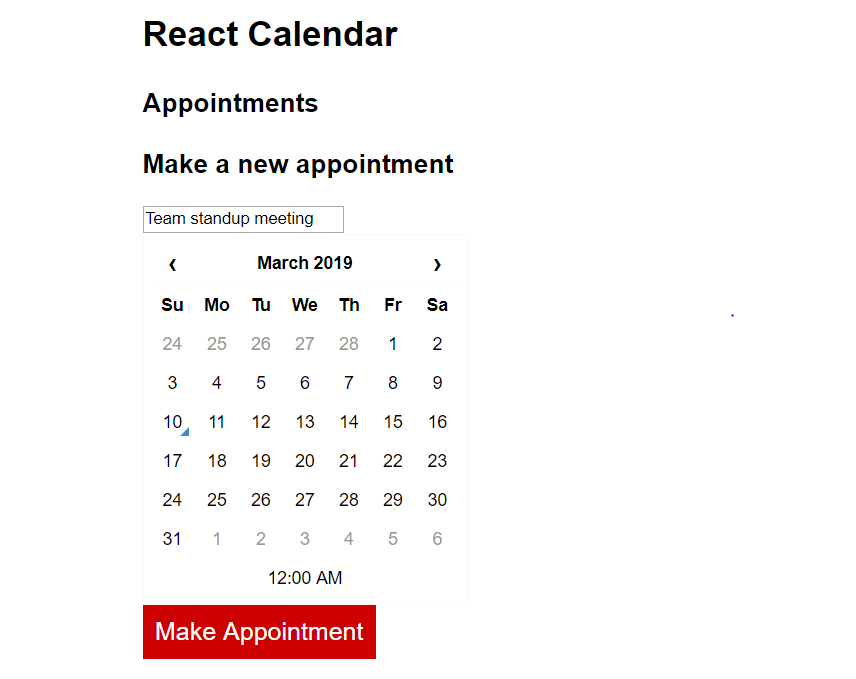 React Calendar
Appointments
Make a new appointment
Team standup meeting
‹ March 2019 ›
Su Mo Tu We Th Fr Sa
24 25 26 27 28 1 2
3 4 5 6 7 8 9
10 11 12 13 14 15 16
17 18 19 20 21 22 23
24 25 26 27 28 29 30
31 1 2 3 4 5 6
12:00 AM
Make Appointment